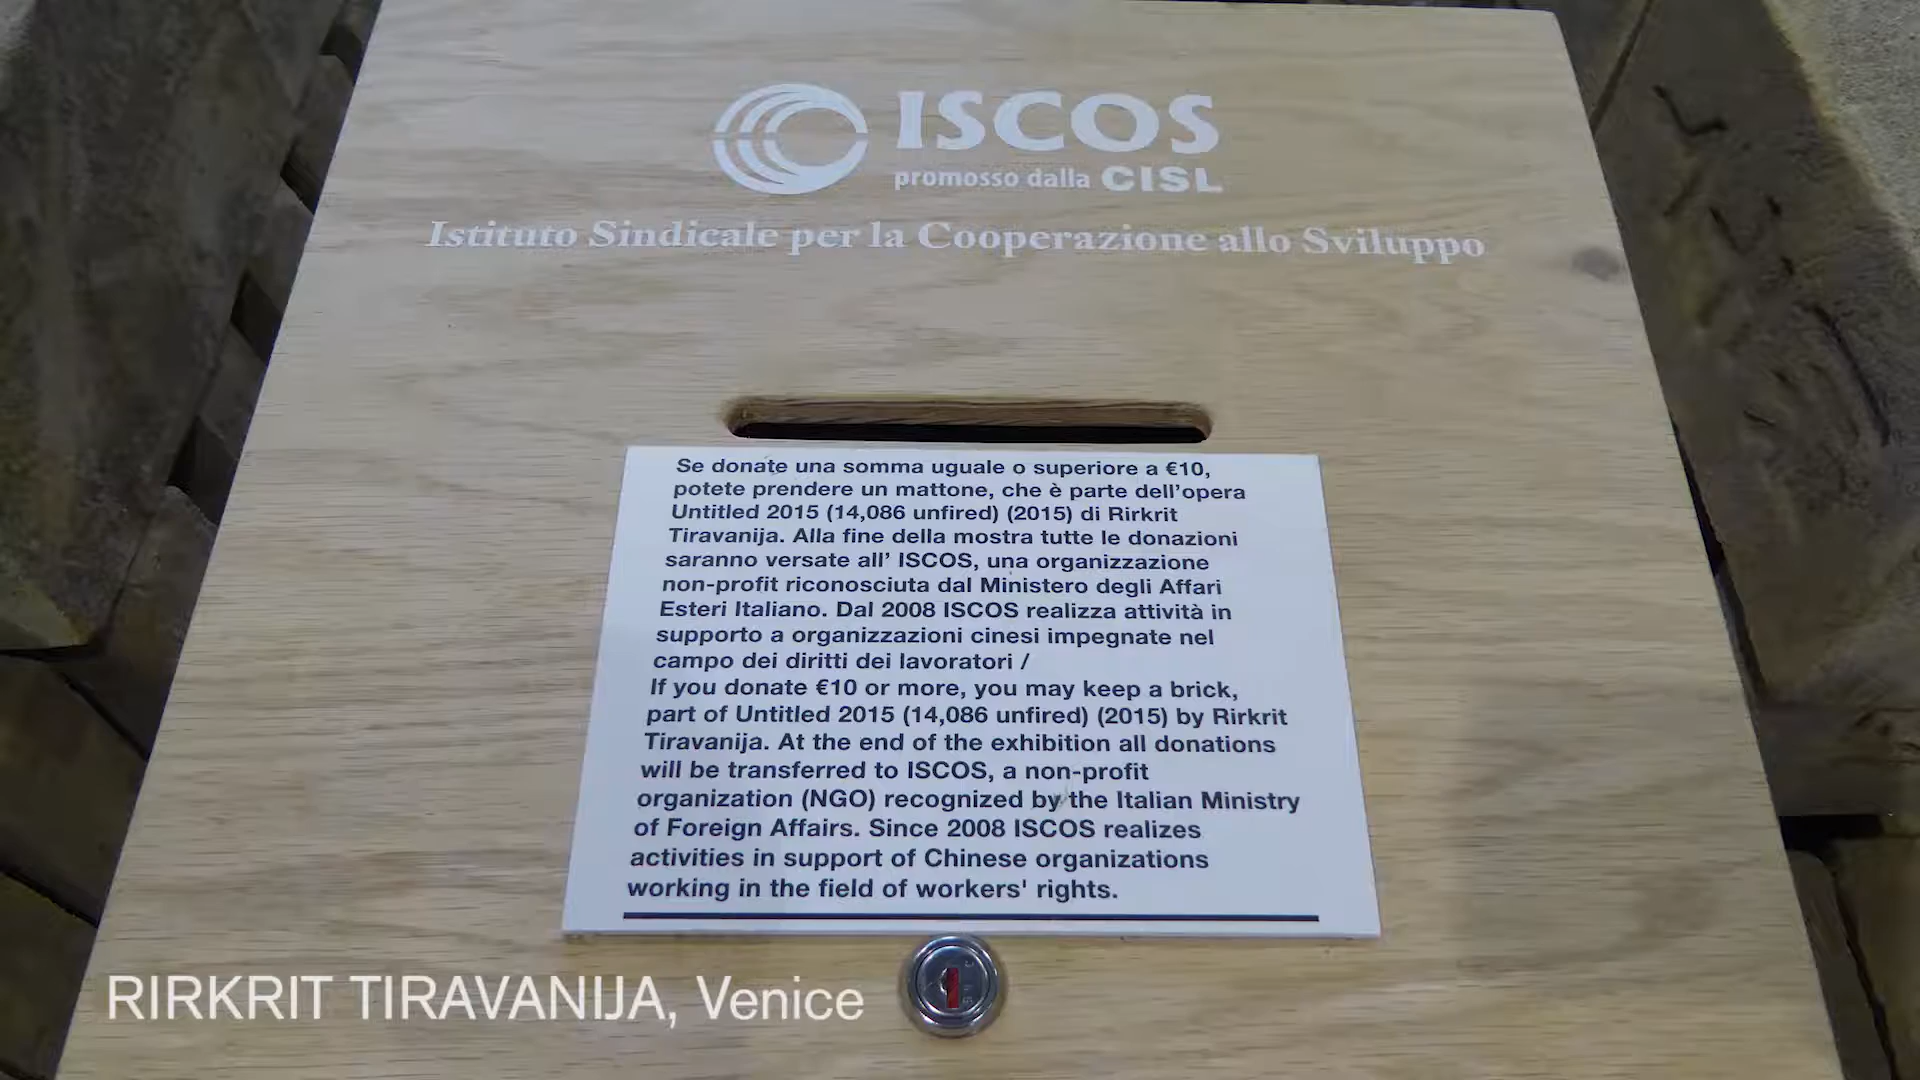 ISCOS
promosso dalla CISL
Istituto Sindicale per la Cooperazione allo Sviluppo
Se donate una somma uguale o superiore a €10,
potete prendere un mattone, che è parte dell'opera
Untitled 2015 (14,086 unfired) (2015) di Rirkrit
Tiravanija. Alla fine della mostra tutte le donazioni
saranno versate all' ISCOS, una organizzazione
non-profit riconosciuta dal Ministero degli Affari
Esteri Italiano. Dal 2008 ISCOS realizza attività in
supporto a organizzazioni cinesi impegnate nel
campo dei diritti dei lavoratori /
If you donate €10 or more, you may keep a brick,
part of Untitled 2015 (14,086 unfired) (2015) by Rirkrit
Tiravanija. At the end of the exhibition all donations
will be transferred to ISCOS, a non-profit
organization (NGO) recognized by the Italian Ministry
of Foreign Affairs. Since 2008 ISCOS realizes
activities in support of Chinese organizations
working in the field of workers' rights.
RIRKRIT TIRAVANIJA, Venice